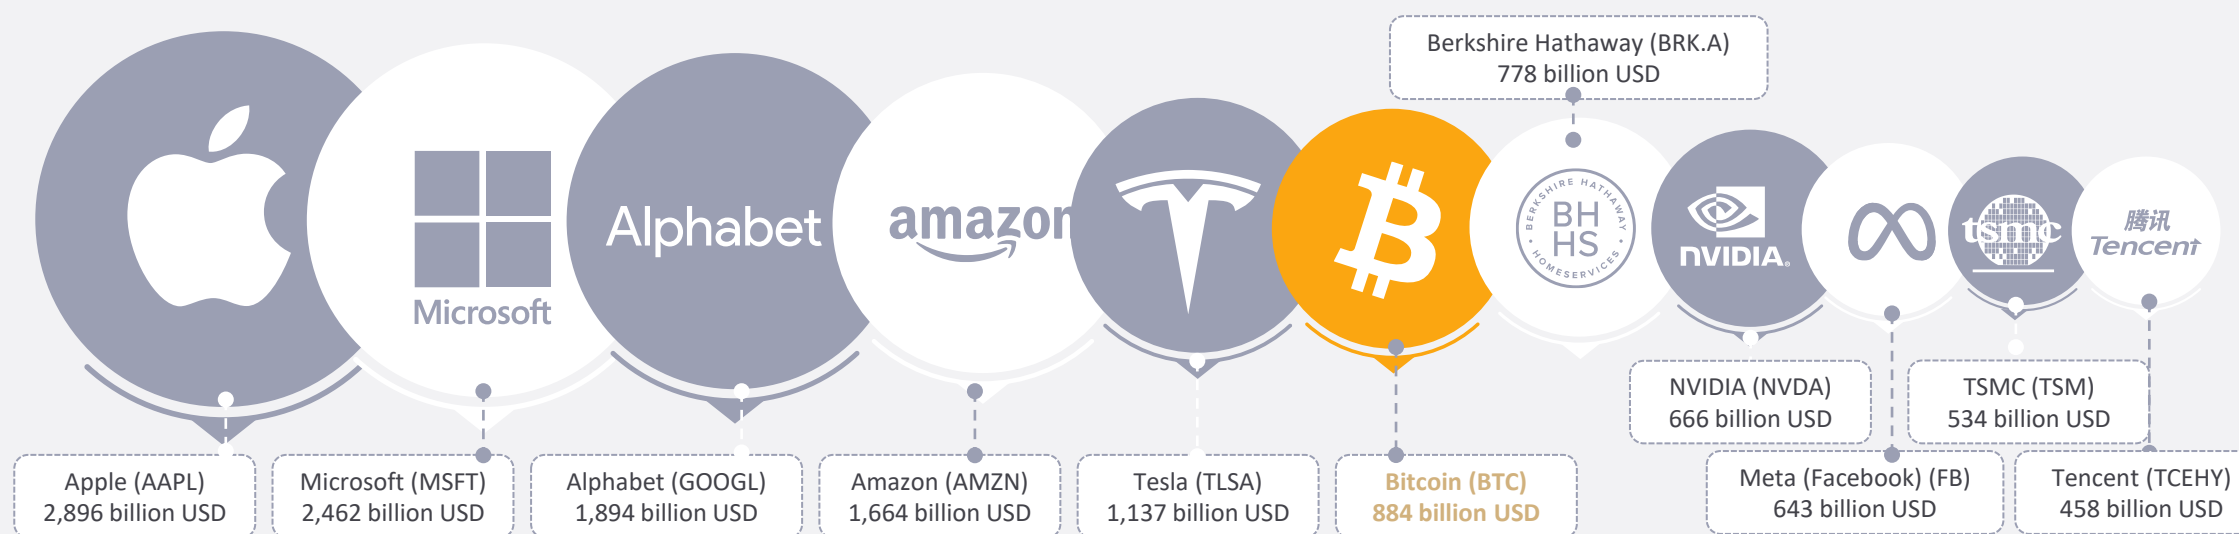 Berkshire Hathaway (BRK.A)
778 billion USD
Microsoft
Alphabet
amazon
BERKSHIRE HATHAWAY
BH
HS
HOMESERVICES
NVIDIA.
tsmc
腾讯
Tencent
Apple (AAPL)
2,896 billion USD
Microsoft (MSFT)
2,462 billion USD
Alphabet (GOOGL)
1,894 billion USD
Amazon (AMZN)
1,664 billion USD
Tesla (TLSA)
1,137 billion USD
Bitcoin (BTC)
884 billion USD
NVIDIA (NVDA)
666 billion USD
Meta (Facebook) (FB)
643 billion USD
TSMC (TSM)
534 billion USD
Tencent (TCEHY)
458 billion USD